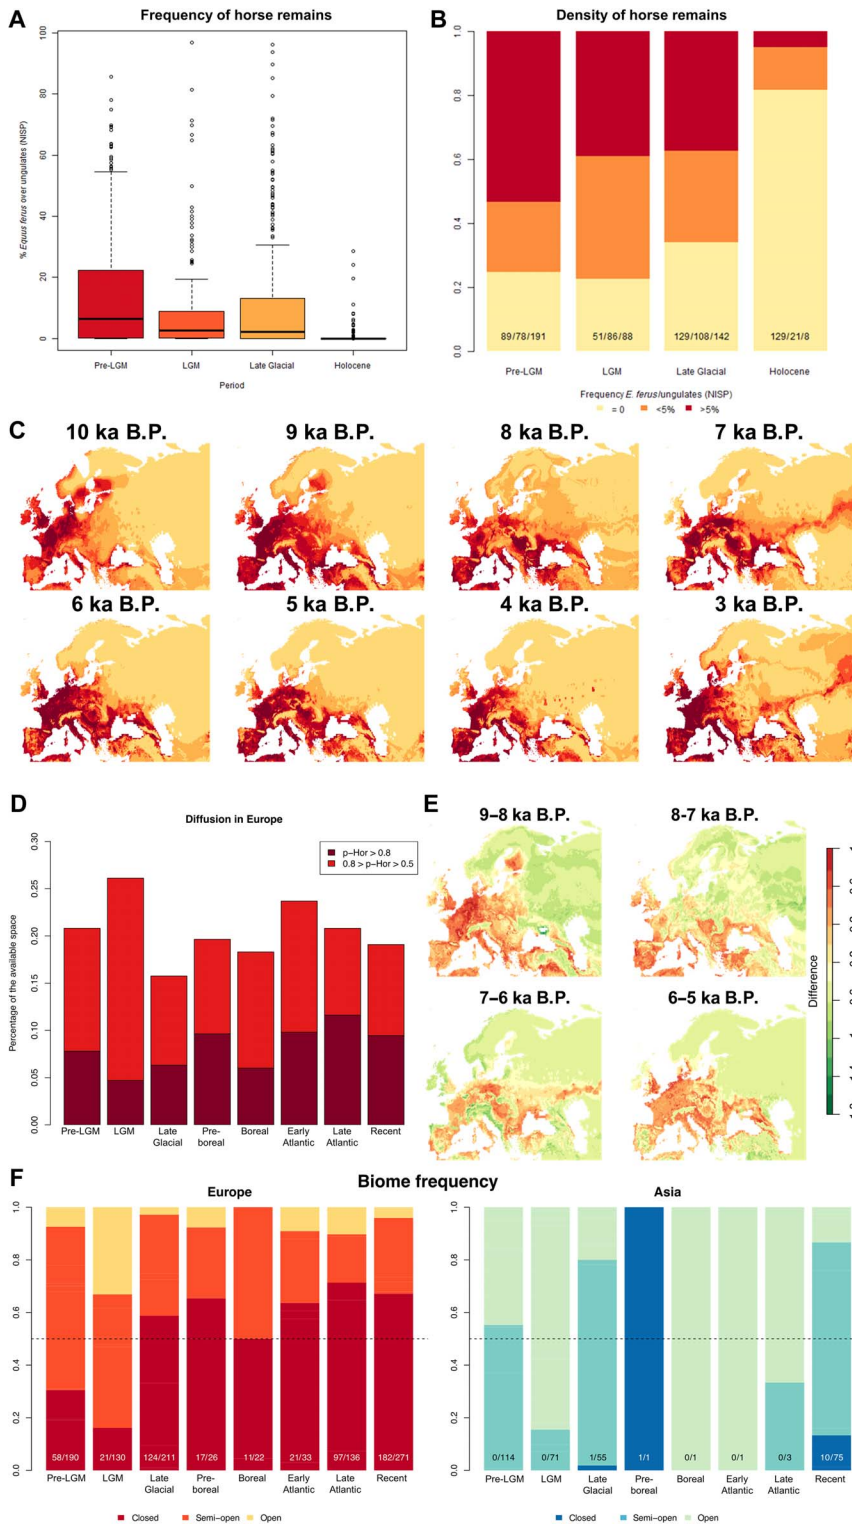 A
Frequency of horse remains
% Equus ferus over ungulates (NISP)
100
80
60
40
20
0
Pre-LGM LGM Late Glacial Holocene
Period
B
Density of horse remains
1.0
0.8
0.6
0.4
0.2
0.0
89/78/191 51/86/88 129/108/142 129/21/8
Pre-LGM LGM Late Glacial Holocene
Frequency E. ferus/ungulates (NISP)
= 0 <5% >5%
C
10 ka B.P. 9 ka B.P. 8 ka B.P. 7 ka B.P.
6 ka B.P. 5 ka B.P. 4 ka B.P. 3 ka B.P.
D
Diffusion in Europe
p-Hor > 0.8
0.8 > p-Hor > 0.5
Percentage of the available space
0.30
0.25
0.20
0.15
0.10
0.05
0.00
Pre-LGM LGM Late Glacial Pre-boreal Boreal Early Atlantic Late Atlantic Recent
E
9–8 ka B.P. 8-7 ka B.P.
7–6 ka B.P. 6–5 ka B.P.
Difference
F
Biome frequency
Europe
1.0
0.8
0.6
0.4
0.2
0.0
58/190 21/130 124/211 17/26 11/22 21/33 97/136 182/271
Pre-LGM LGM Late Glacial Pre-boreal Boreal Early Atlantic Late Atlantic Recent
Closed Semi-open Open
Asia
1.0
0.8
0.6
0.4
0.2
0.0
0/114 0/71 1/55 1/1 0/1 0/1 0/3 10/75
Pre-LGM LGM Late Glacial Pre-boreal Boreal Early Atlantic Late Atlantic Recent
Closed Semi-open Open